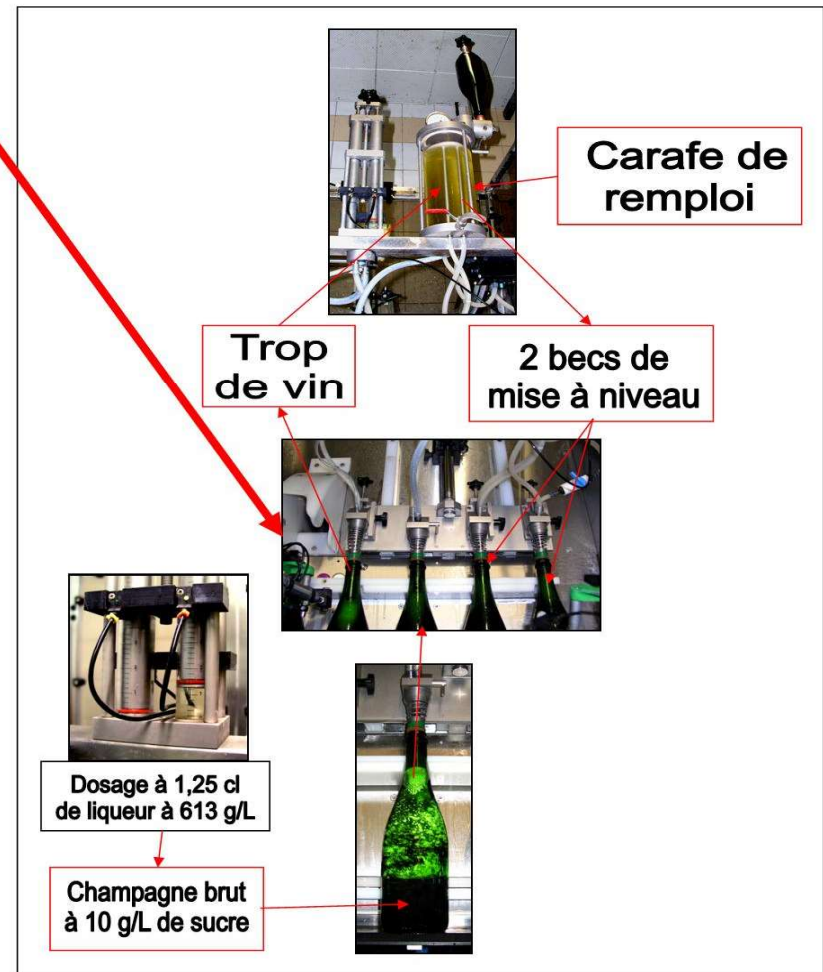 Carafe de
remploi
Trop
de vin
2 becs de
mise à niveau
Dosage à 1,25 cl
de liqueur à 613 g/L
Champagne brut
à 10 g/L de sucre